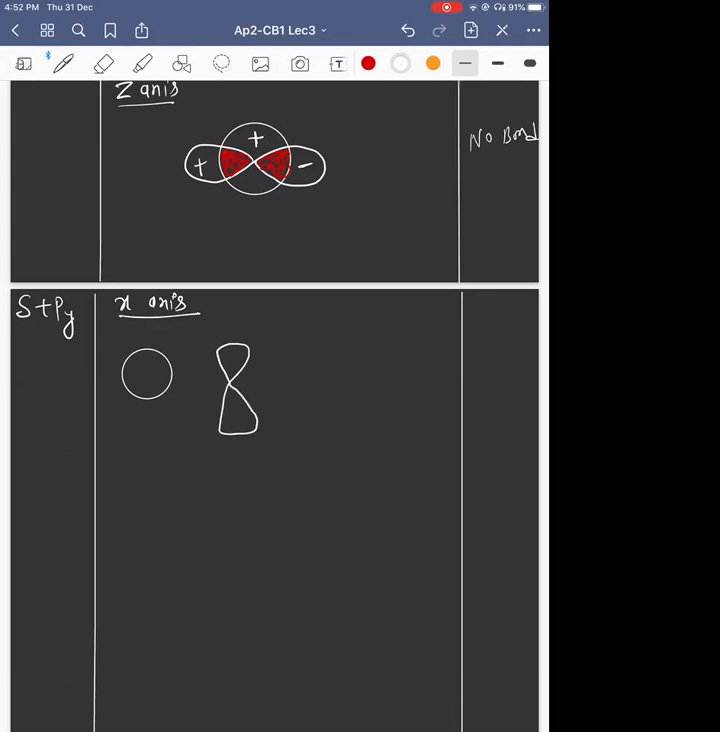 4:52 PM Thu 31 Dec
91%
Ap2-CB1 Lec3
T
Z axis
+
+ -
No Bond
S+Py
x axis